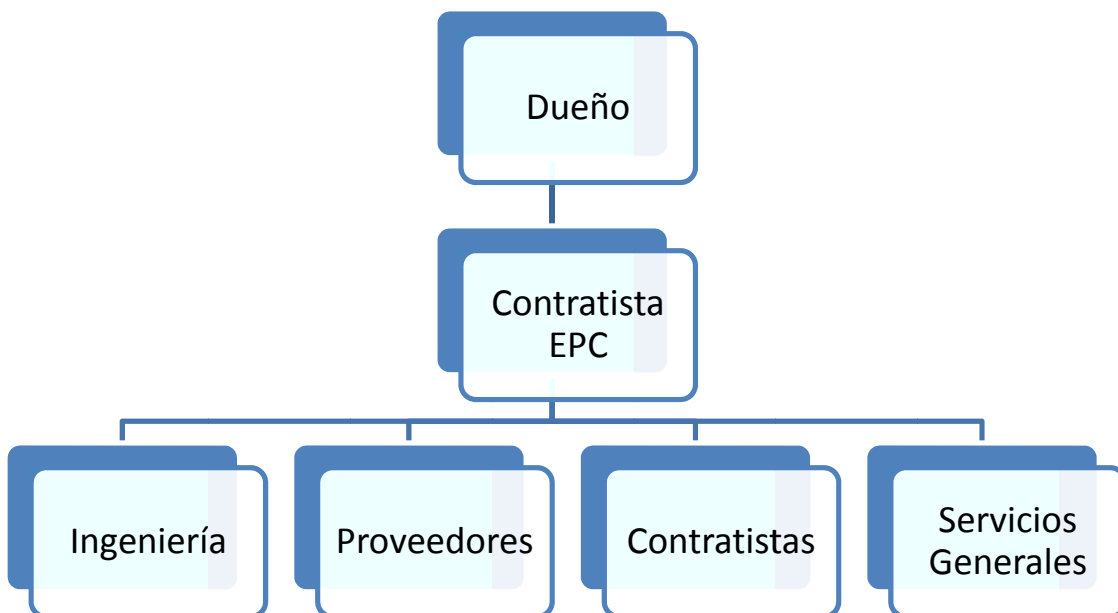 Dueño
Contratista
EPC
Ingeniería
Proveedores
Contratistas
Servicios
Generales